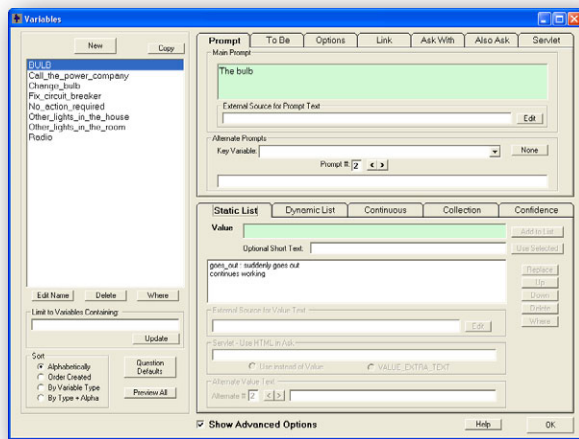 Variables
New
Copy
BULB
Call_the_power_company
Change_bulb
Fix_circuit_breaker
No_action_required
Other_lights_in_the_house
Other_lights_in_the_room
Radio
Edit Name
Delete
Where
Limit to Variables Containing:
Update
Sort
Alphabetically
Order Created
By Variable Type
By Type + Alpha
Question Defaults
Preview All
Prompt
To Be
Options
Link
Ask With
Also Ask
Servlet
Main Prompt
The bulb
External Source for Prompt Text
Edit
Alternate Prompts
Key Variable:
None
Prompt #: 2 < >
Static List
Dynamic List
Continuous
Collection
Confidence
Value
Add to List
Optional Short Text:
Use Selected
goes_out : suddenly goes out
continues working
Replace
Up
Down
Delete
Where
External Source for Value Text
Edit
Servlet - Use HTML in Ask
Use instead of Value
VALUE_EXTRA_TEXT
Alternate Value Text
Alternate #: 2 < >
Show Advanced Options
Help
OK